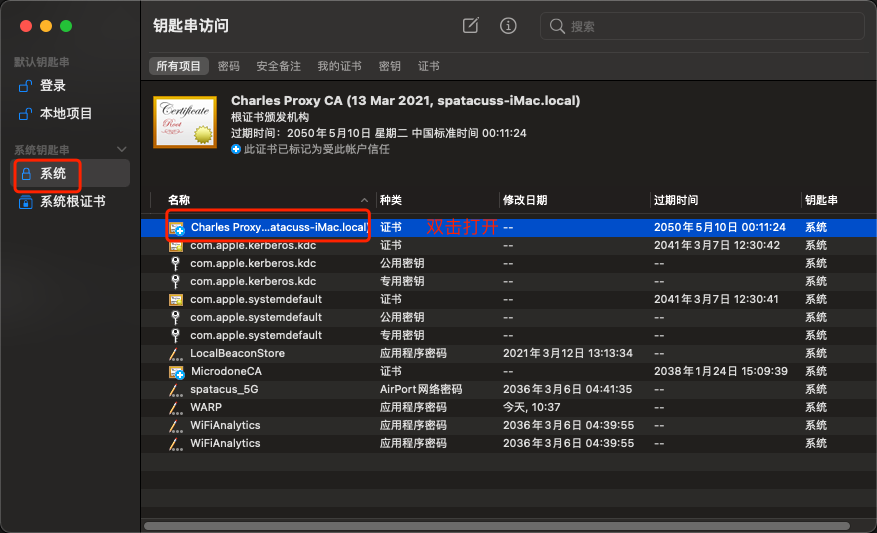 钥匙串访问
搜索
默认钥匙串
登录
本地项目
系统钥匙串
系统
系统根证书
所有项目 密码 安全备注 我的证书 密钥 证书
Certificate
Root
Charles Proxy CA (13 Mar 2021, spatacuss-iMac.local)
根证书颁发机构
过期时间：2050年5月10日 星期二 中国标准时间 00:11:24
此证书已标记为受此帐户信任
名称 种类 修改日期 过期时间 钥匙串
Charles Proxy...atacuss-iMac.local) 证书 双击打开 -- 2050年5月10日 00:11:24 系统
com.apple.kerberos.kdc 证书 -- 2041年3月7日 12:30:42 系统
com.apple.kerberos.kdc 公用密钥 -- -- 系统
com.apple.kerberos.kdc 专用密钥 -- -- 系统
com.apple.systemdefault 证书 -- 2041年3月7日 12:30:41 系统
com.apple.systemdefault 公用密钥 -- -- 系统
com.apple.systemdefault 专用密钥 -- -- 系统
LocalBeaconStore 应用程序密码 2021年3月12日 13:13:34 -- 系统
MicrodoneCA 证书 -- 2038年1月24日 15:09:39 系统
spatacus_5G AirPort网络密码 2036年3月6日 04:41:35 -- 系统
WARP 应用程序密码 今天, 10:37 -- 系统
WiFiAnalytics 应用程序密码 2036年3月6日 04:39:55 -- 系统
WiFiAnalytics 应用程序密码 2036年3月6日 04:39:55 -- 系统